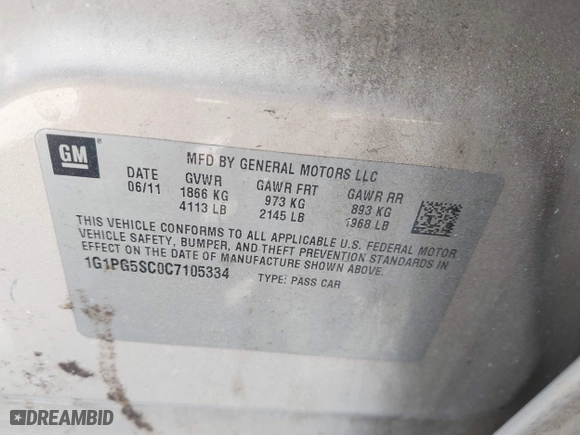 GM
MFD BY GENERAL MOTORS LLC
DATE GVWR GAWR FRT GAWR RR
06/11 1866 KG 973 KG 893 KG
4113 LB 2145 LB 1968 LB
THIS VEHICLE CONFORMS TO ALL APPLICABLE U.S. FEDERAL MOTOR
VEHICLE SAFETY, BUMPER, AND THEFT PREVENTION STANDARDS IN
EFFECT ON THE DATE OF MANUFACTURE SHOWN ABOVE.
1G1PG5SC0C7105334 TYPE: PASS CAR
DREAMBID